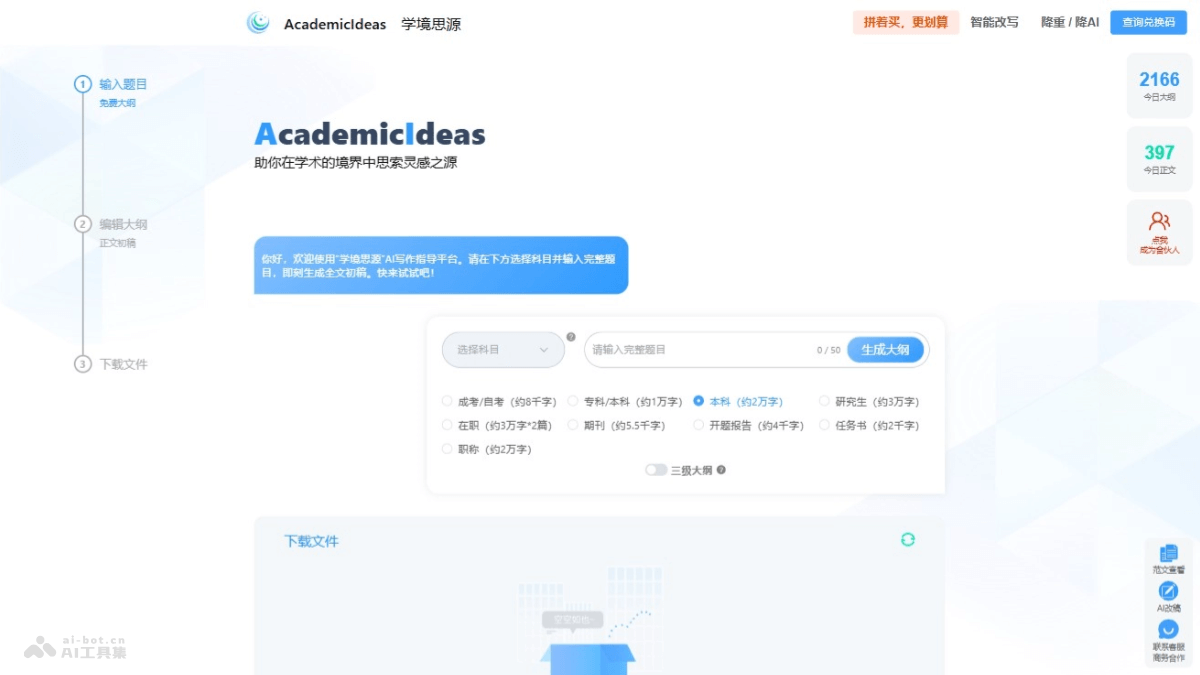 AcademicIdeas 学境思源
拼着买，更划算
智能改写
降重 / 降AI
查询兑换码
1 输入题目
免费大纲
2 编辑大纲
正文初稿
3 下载文件
2166
今日大纲
397
今日正文
点我
成为合伙人
AcademicIdeas
助你在学术的境界中思索灵感之源
你好，欢迎使用"学境思源"AI写作指导平台。请在下方选择科目并输入完整题
目，即刻生成全文初稿。快来试试吧！
选择科目
请输入完整题目
0 / 50
生成大纲
成考/自考（约8千字）
专科/本科（约1万字）
本科（约2万字）
研究生（约3万字）
在职（约3万字*2篇）
期刊（约5.5千字）
开题报告（约4千字）
任务书（约2千字）
职称（约2万字）
三级大纲
下载文件
空空如也~
范文查看
AI改稿
联系客服
商务合作
ai-bot.cn
AI工具集